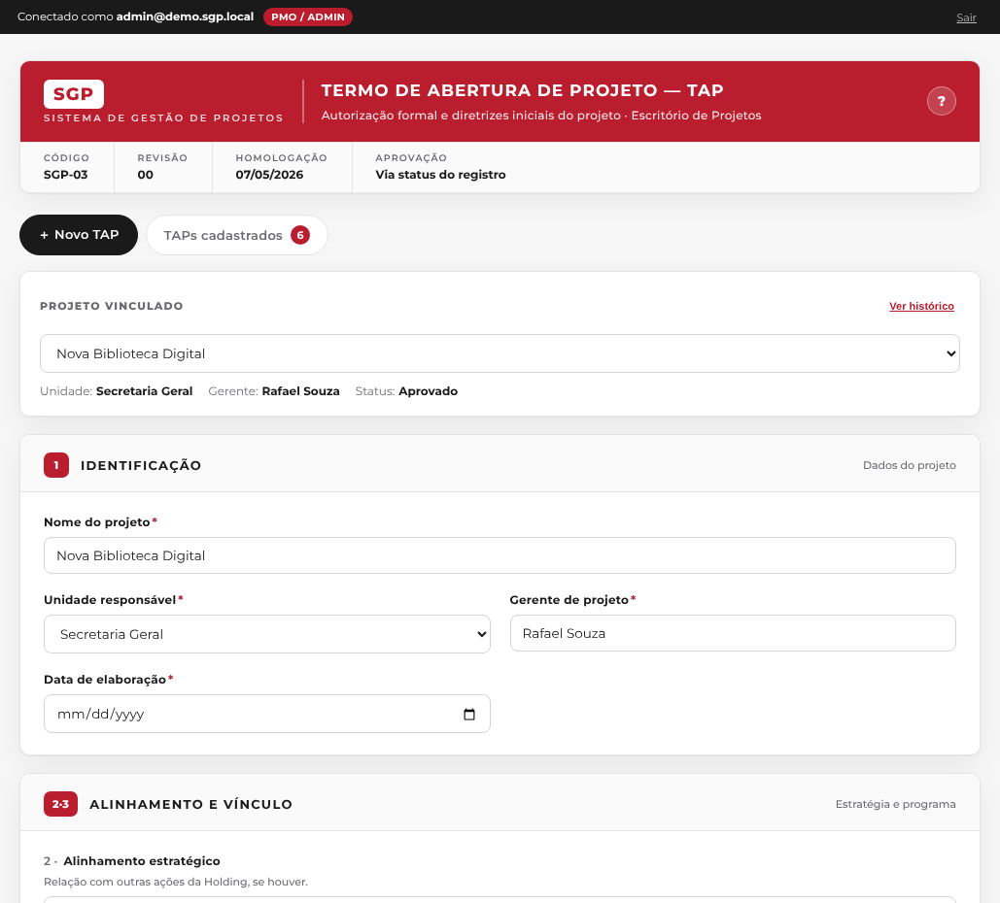 Conectado como admin@demo.sgp.local PMO / ADMIN Sair
SGP
SISTEMA DE GESTÃO DE PROJETOS
TERMO DE ABERTURA DE PROJETO — TAP
Autorização formal e diretrizes iniciais do projeto · Escritório de Projetos
?
CÓDIGO
SGP-03
REVISÃO
00
HOMOLOGAÇÃO
07/05/2026
APROVAÇÃO
Via status do registro
+ Novo TAP
TAPs cadastrados 6
PROJETO VINCULADO
Ver histórico
Nova Biblioteca Digital
Unidade: Secretaria Geral Gerente: Rafael Souza Status: Aprovado
1 IDENTIFICAÇÃO
Dados do projeto
Nome do projeto*
Nova Biblioteca Digital
Unidade responsável*
Secretaria Geral
Gerente de projeto*
Rafael Souza
Data de elaboração*
mm/dd/yyyy
2-3 ALINHAMENTO E VÍNCULO
Estratégia e programa
2 · Alinhamento estratégico
Relação com outras ações da Holding, se houver.